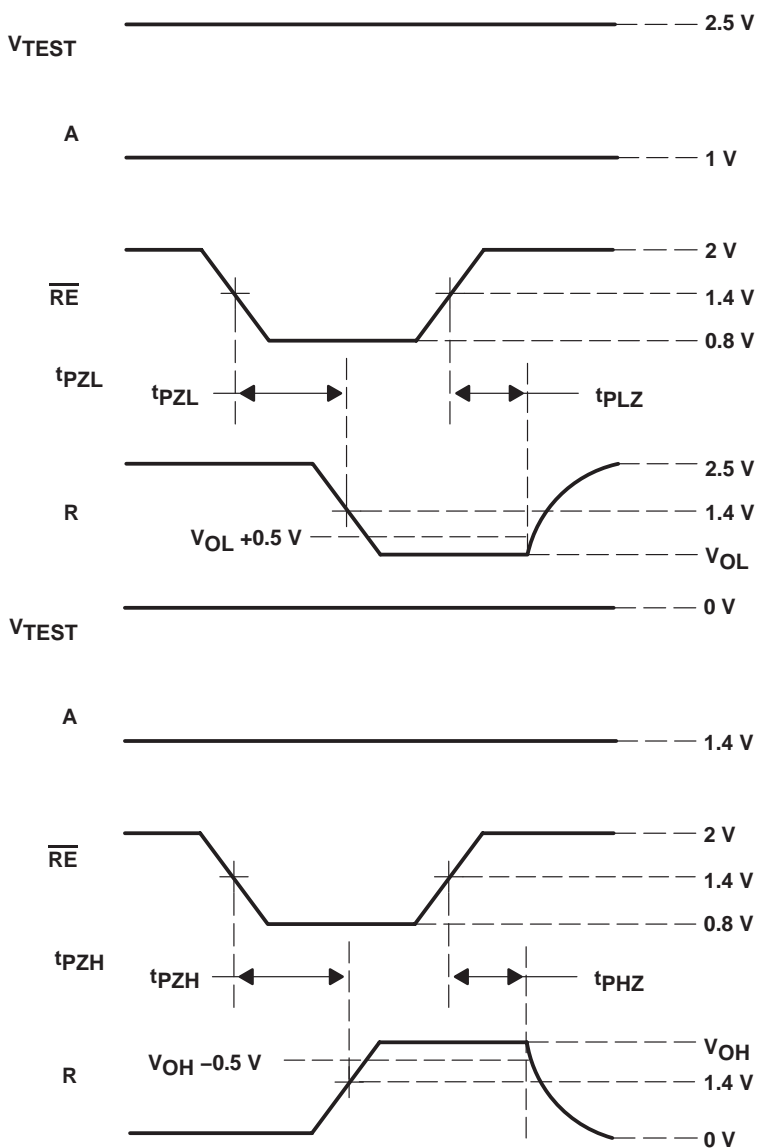 2.5 V
VTEST
A
1 V
2 V
RE
1.4 V
0.8 V
tPZL
tPZL
tPLZ
2.5 V
R
1.4 V
VOL +0.5 V
VOL
0 V
VTEST
A
1.4 V
2 V
RE
1.4 V
0.8 V
tPZH
tPZH
tPHZ
VOH
VOH –0.5 V
R
1.4 V
0 V